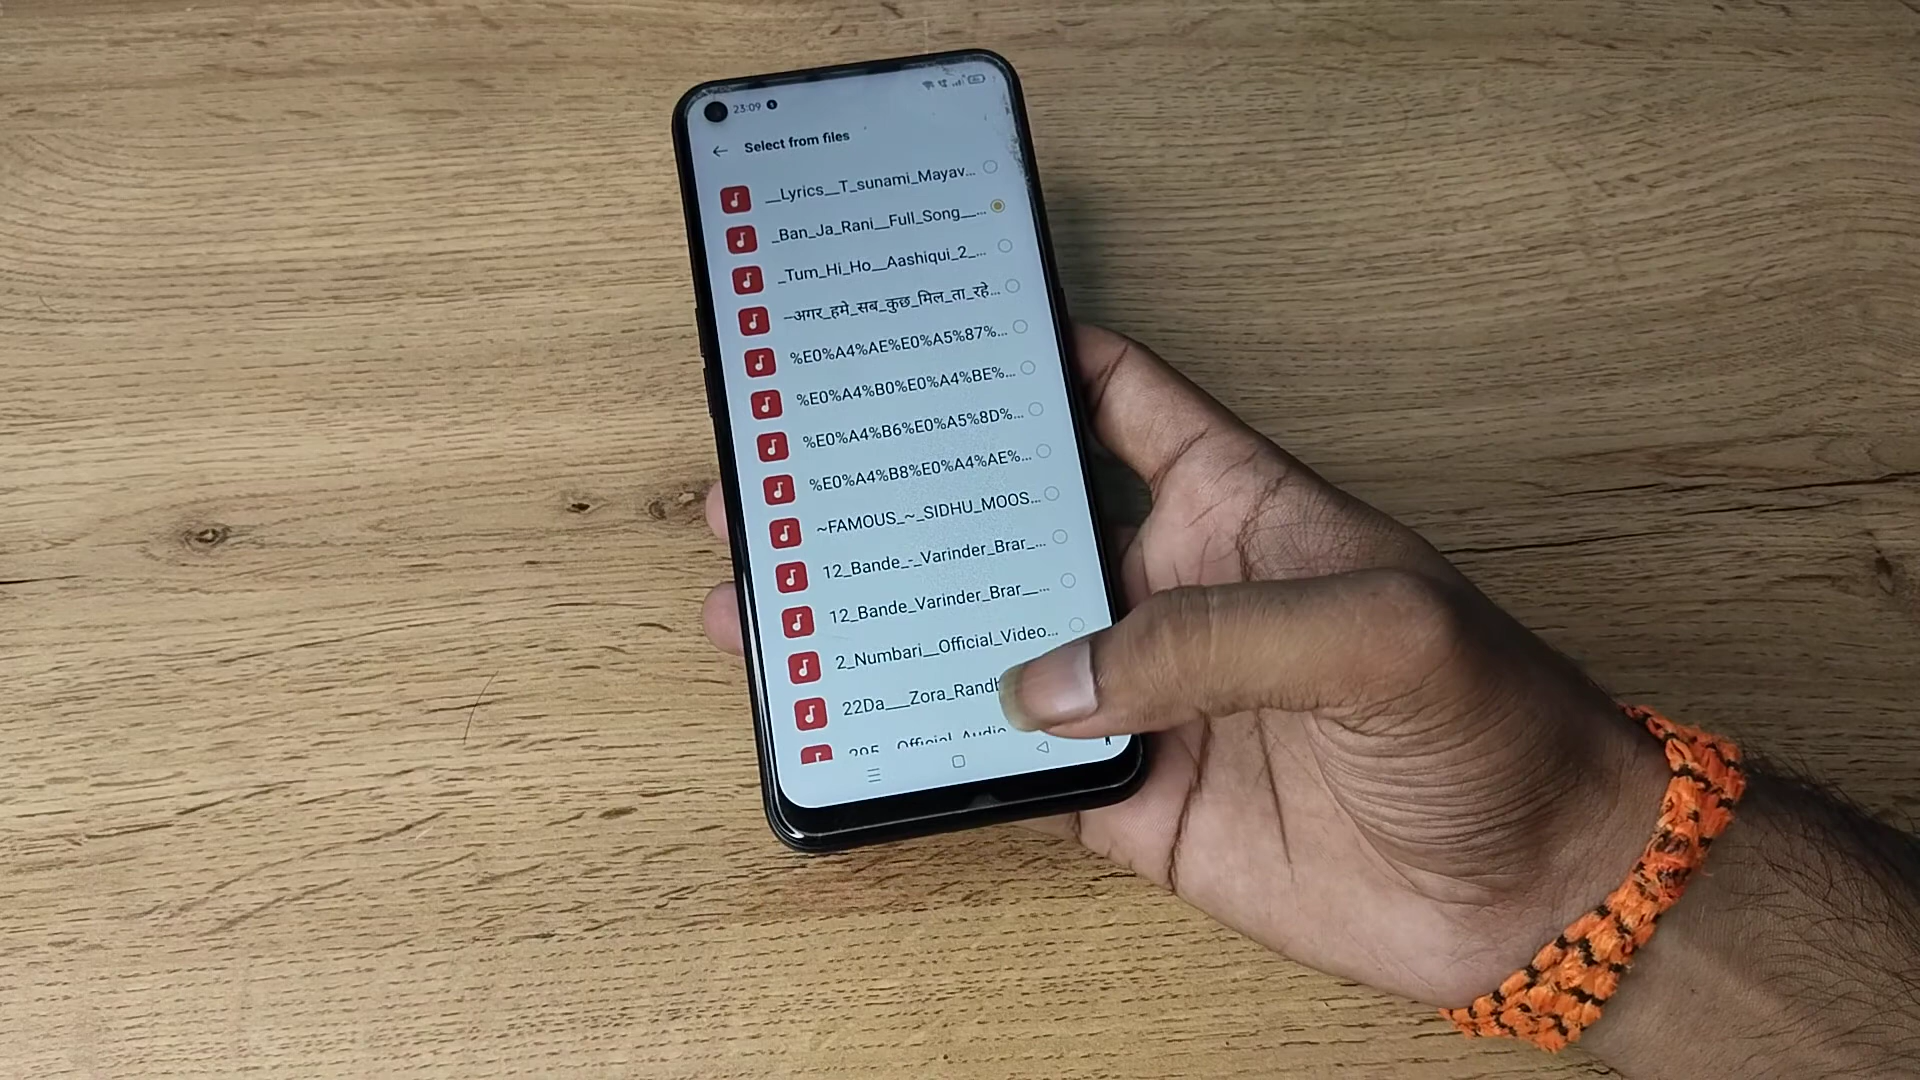 23:09
Select from files
__Lyrics__T_sunami_Mayav...
_Ban_Ja_Rani__Full_Song__...
_Tum_Hi_Ho__Aashiqui_2_...
–अगर_हमे_सब_कुछ_मिल_ता_रहे...
%E0%A4%AE%E0%A5%87%...
%E0%A4%B0%E0%A4%BE%...
%E0%A4%B6%E0%A5%8D%...
%E0%A4%B8%E0%A4%AE%...
~FAMOUS_~_SIDHU_MOOS...
12_Bande_-_Varinder_Brar_...
12_Bande_Varinder_Brar__...
2_Numbari__Official_Video...
22Da___Zora_Randh
295__Official_Audio